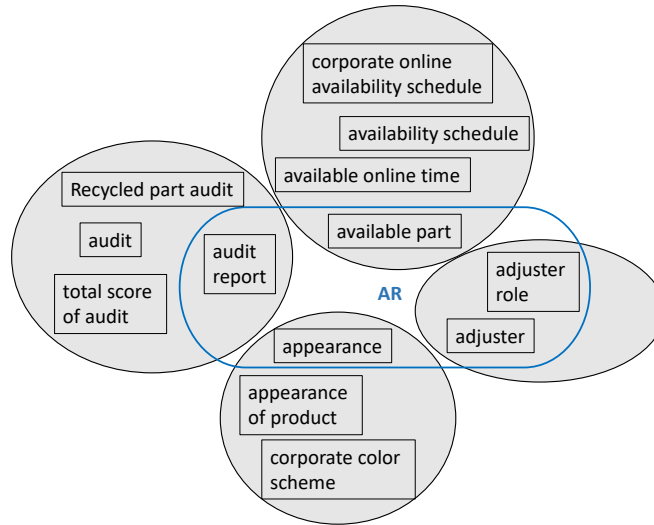 corporate online
availability schedule
availability schedule
available online time
available part
Recycled part audit
audit
audit
report
total score
of audit
AR
adjuster
role
adjuster
appearance
appearance
of product
corporate color
scheme